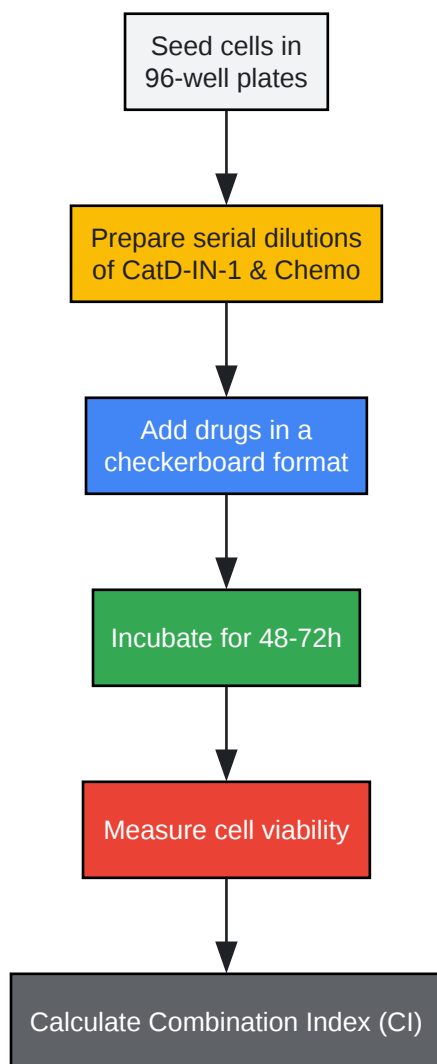 Seed cells in
96-well plates
Prepare serial dilutions
of CatD-IN-1 & Chemo
Add drugs in a
checkerboard format
Incubate for 48-72h
Measure cell viability
Calculate Combination Index (CI)